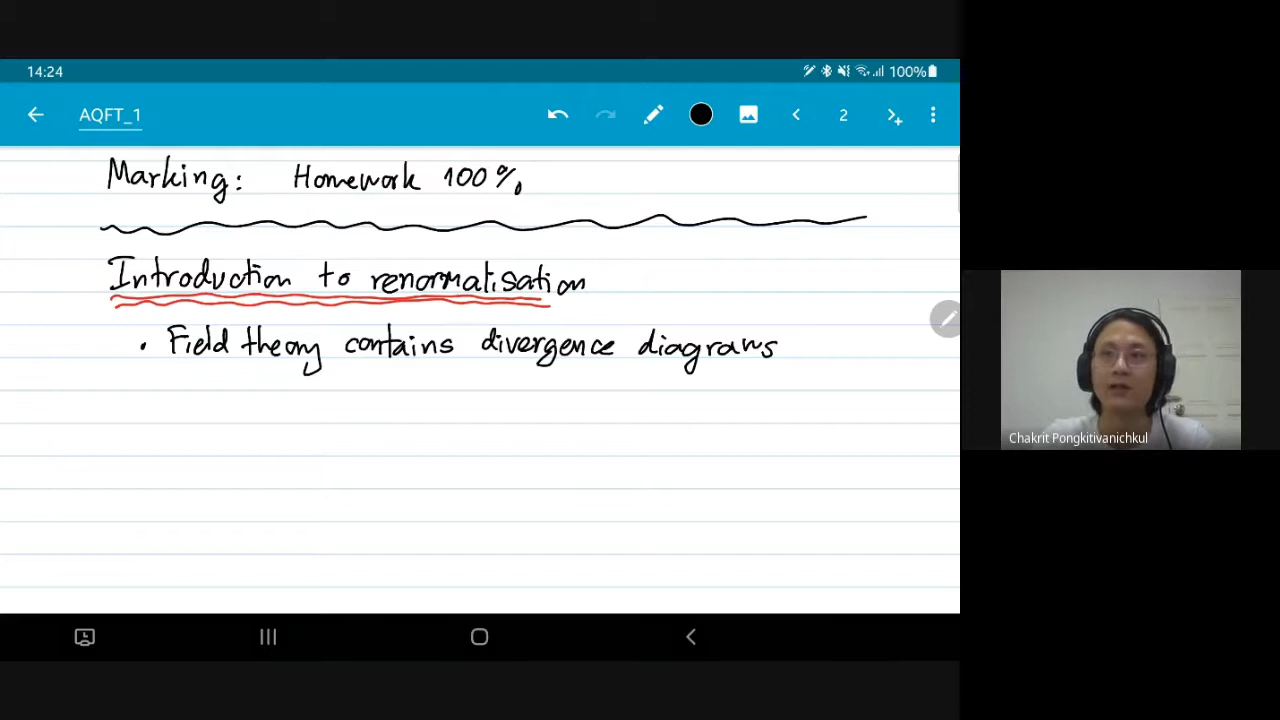 14:24
100%
AQFT_1
2
Marking: Homework 100%
Introduction to renormalisation
• Field theory contains divergence diagrams
Chakrit Pongkitivanichkul